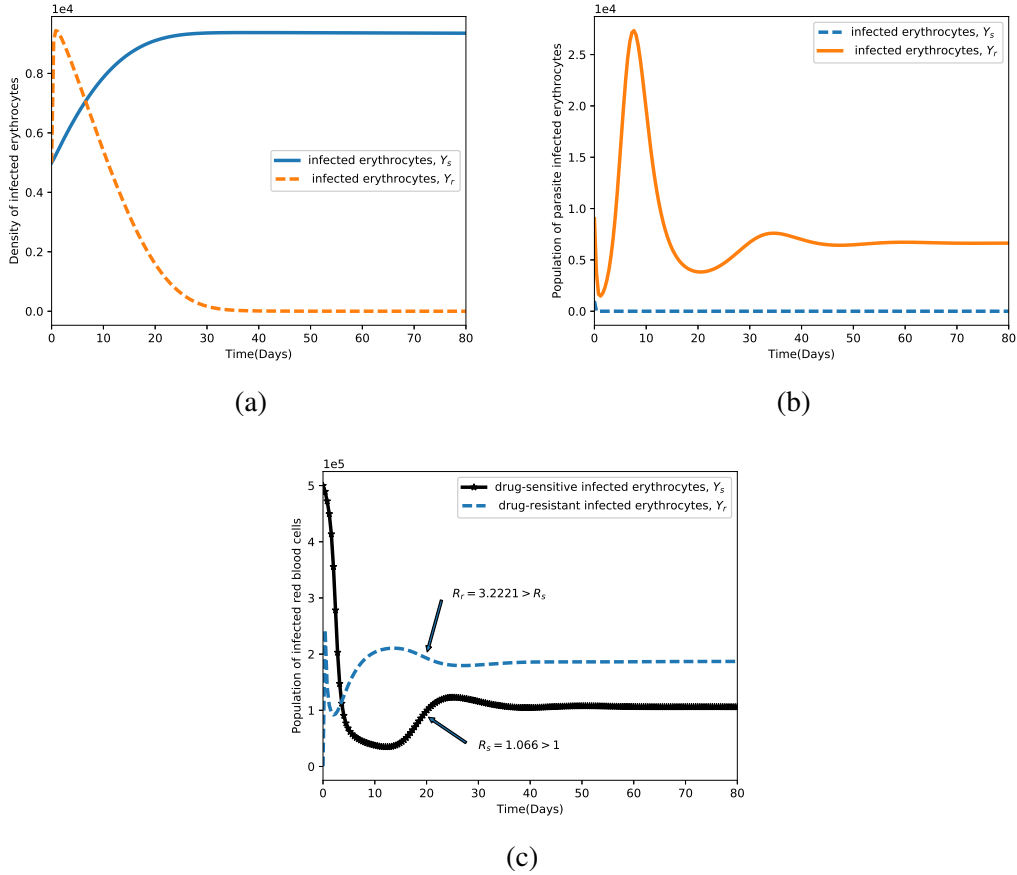 1e4
Density of infected erythrocytes
0.8
0.6
0.4
0.2
0.0
infected erythrocytes, Y_s
infected erythrocytes, Y_r
0 10 20 30 40 50 60 70 80
Time(Days)
(a)
1e4
Population of parasite infected erythrocytes
2.5
2.0
1.5
1.0
0.5
0.0
infected erythrocytes, Y_s
infected erythrocytes, Y_r
0 10 20 30 40 50 60 70 80
Time(Days)
(b)
1e5
Population of infected red blood cells
5
4
3
2
1
0
drug-sensitive infected erythrocytes, Y_s
drug-resistant infected erythrocytes, Y_r
R_r = 3.2221 > R_s
R_s = 1.066 > 1
0 10 20 30 40 50 60 70 80
Time(Days)
(c)